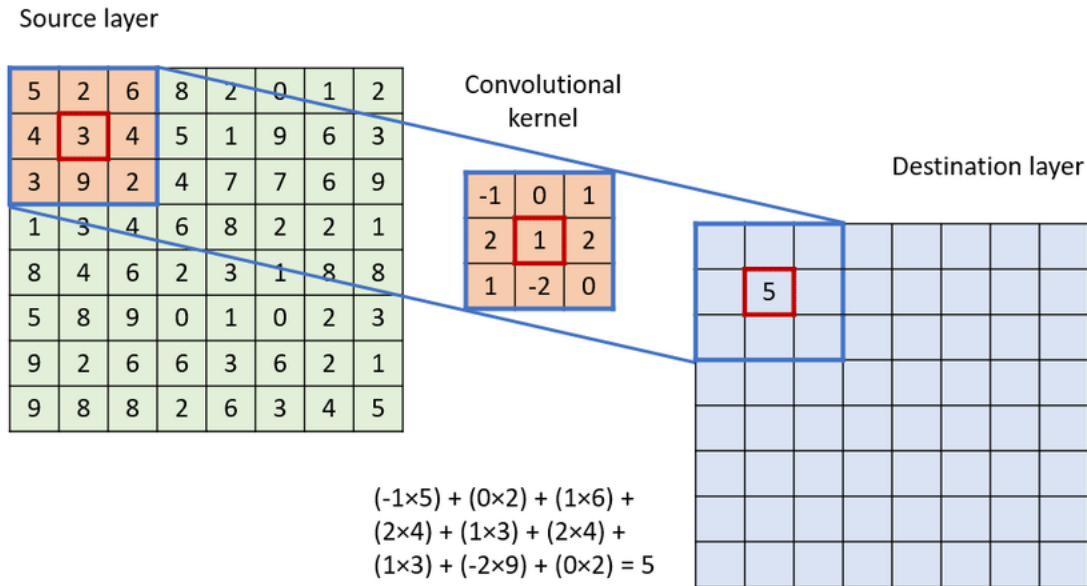 Source layer
5 2 6 8 2 0 1 2
4 3 4 5 1 9 6 3
3 9 2 4 7 7 6 9
1 3 4 6 8 2 2 1
8 4 6 2 3 1 8 8
5 8 9 0 1 0 2 3
9 2 6 6 3 6 2 1
9 8 8 2 6 3 4 5
Convolutional
kernel
-1 0 1
2 1 2
1 -2 0
Destination layer
5
(-1×5) + (0×2) + (1×6) +
(2×4) + (1×3) + (2×4) +
(1×3) + (-2×9) + (0×2) = 5